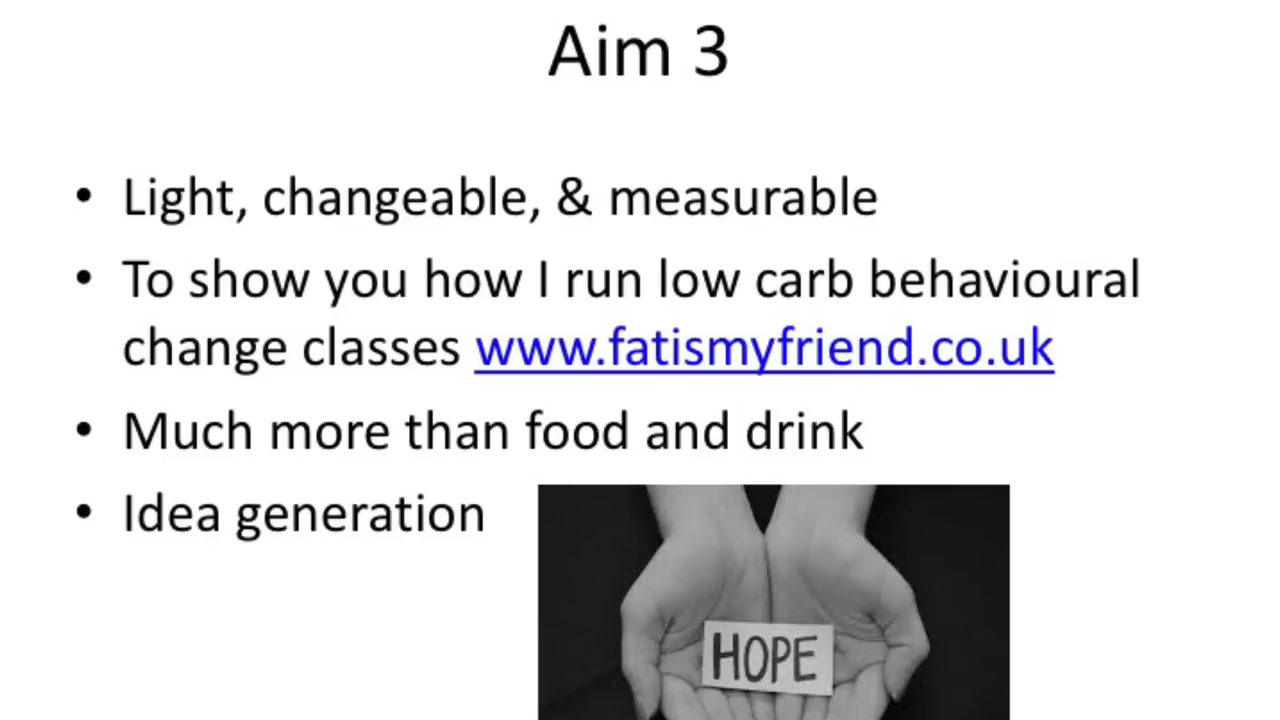 Aim 3
• Light, changeable, & measurable
• To show you how I run low carb behavioural
change classes www.fatismyfriend.co.uk
• Much more than food and drink
• Idea generation
HOPE